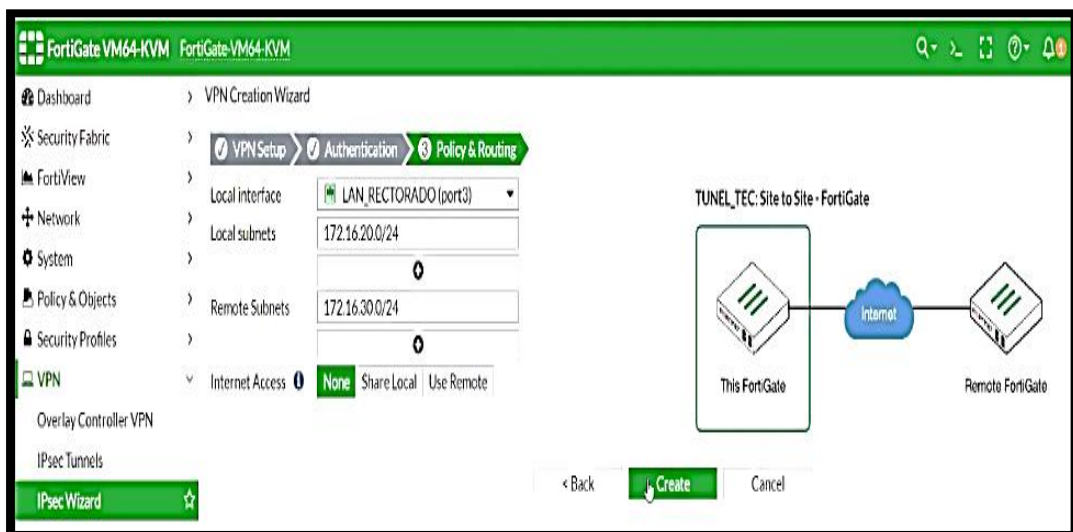 FortiGate VM64-KVM FortiGate-VM64-KVM
Dashboard
Security Fabric
FortiView
Network
System
Policy & Objects
Security Profiles
VPN
Overlay Controller VPN
IPsec Tunnels
IPsec Wizard
VPN Creation Wizard
VPN Setup Authentication 3 Policy & Routing
Local interface LAN_RECTORADO (port3)
Local subnets 172.16.20.0/24
Remote Subnets 172.16.30.0/24
Internet Access None Share Local Use Remote
TUNEL_TEC: Site to Site - FortiGate
Internet
This FortiGate Remote FortiGate
< Back Create Cancel